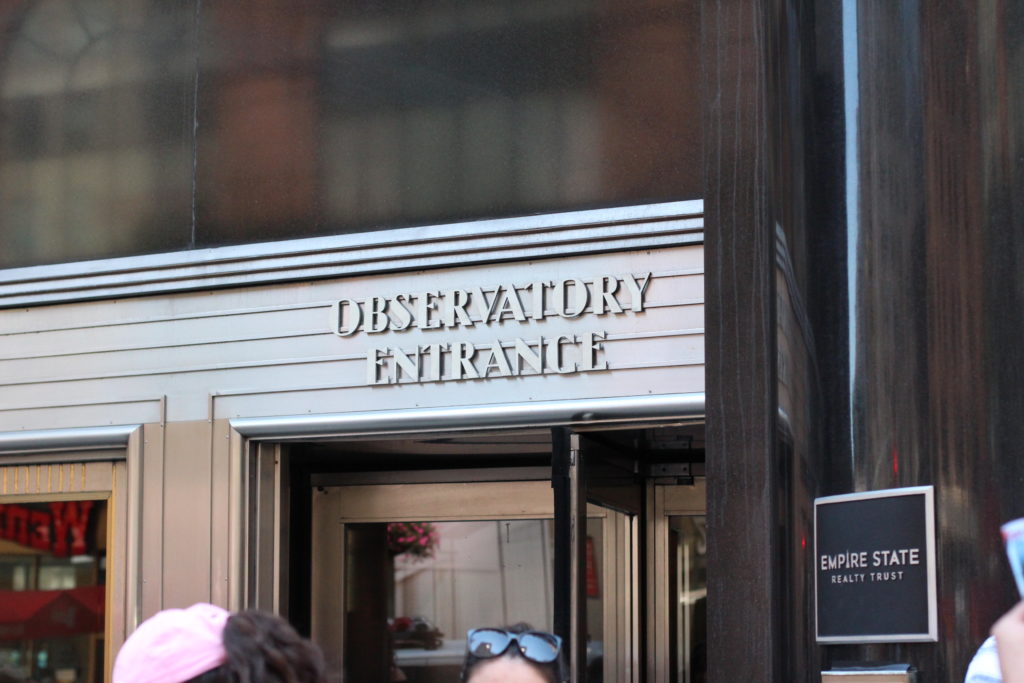 OBSERVATORY
ENTRANCE
EMPIRE STATE
REALTY TRUST